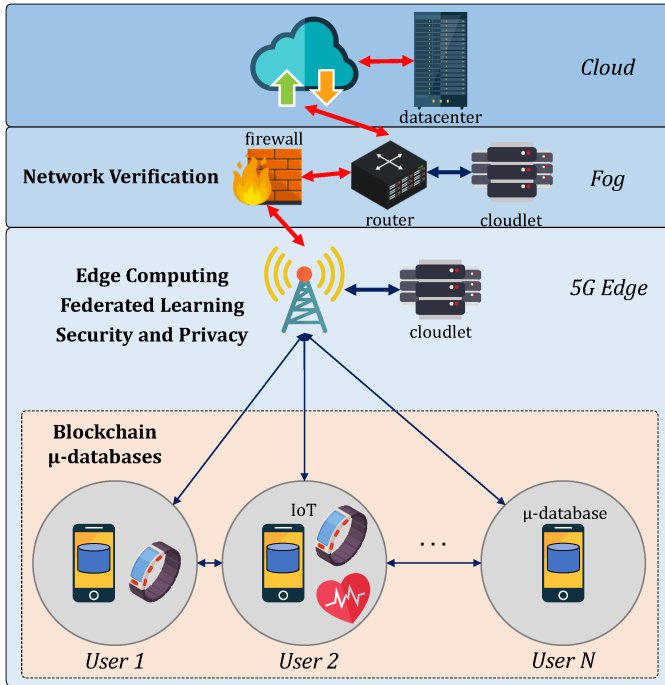 Cloud
datacenter
firewall
Network Verification
Fog
router
cloudlet
Edge Computing
Federated Learning
Security and Privacy
5G Edge
cloudlet
Blockchain
μ-databases
IoT
μ-database
...
User 1
User 2
User N